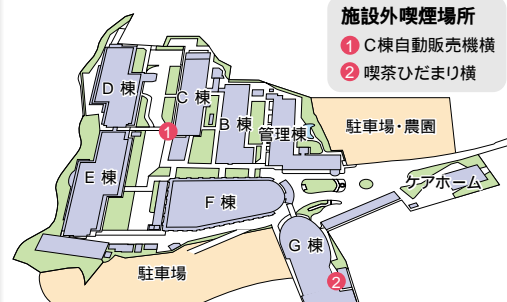 施設外喫煙場所
1 C棟自動販売機横
2 喫茶ひだまり横
D 棟
C 棟
B 棟
管理棟
駐車場・農園
1
E 棟
F 棟
ケアホーム
G 棟
駐車場
2